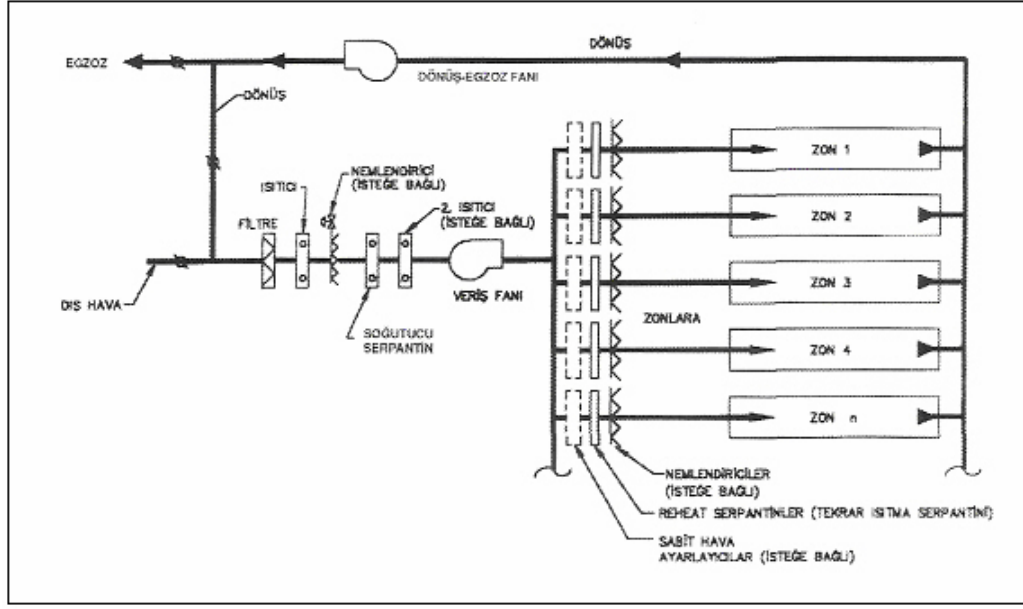 DÖNÜŞ
EGZOZ
DÖNÜŞ-EGZOZ FANI
DÖNÜŞ
ZON 1
NEMLENDİRİCİ
(İSTEĞE BAĞLI)
ISITICI
2. ISITICI
(İSTEĞE BAĞLI)
FİLTRE
ZON 2
ZON 3
VERİŞ FANI
DIS HAVA
ZONLARA
SOĞUTUCU
SERPANTİN
ZON 4
ZON n
NEMLENDİRİCİLER
(İSTEĞE BAĞLI)
REHEAT SERPANTİNLER (TEKRAR ISITMA SERPANTİNİ)
SABİT HAVA
AYARLAYICILAR (İSTEĞE BAĞLI)